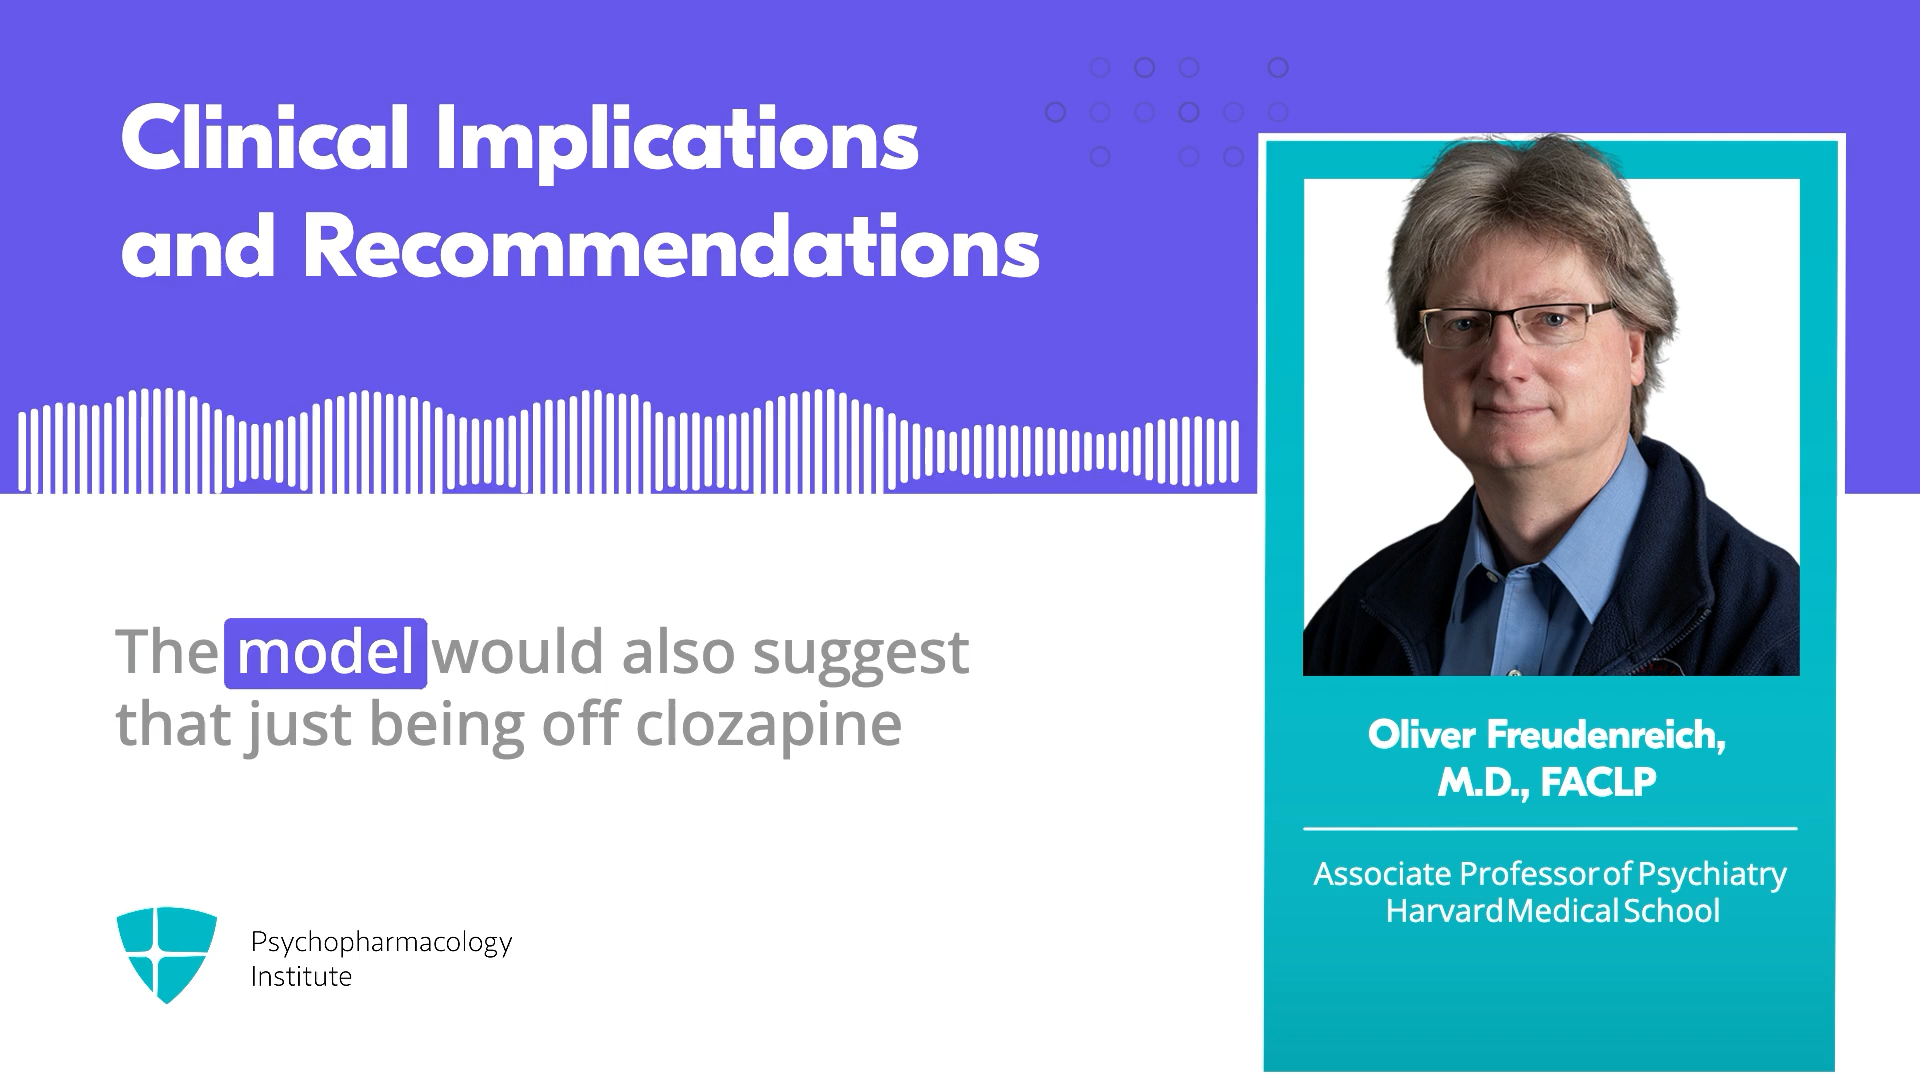 Clinical Implications
and Recommendations
The model would also suggest
that just being off clozapine
Psychopharmacology
Institute
Oliver Freudenreich,
M.D., FACLP
Associate Professor of Psychiatry
Harvard Medical School